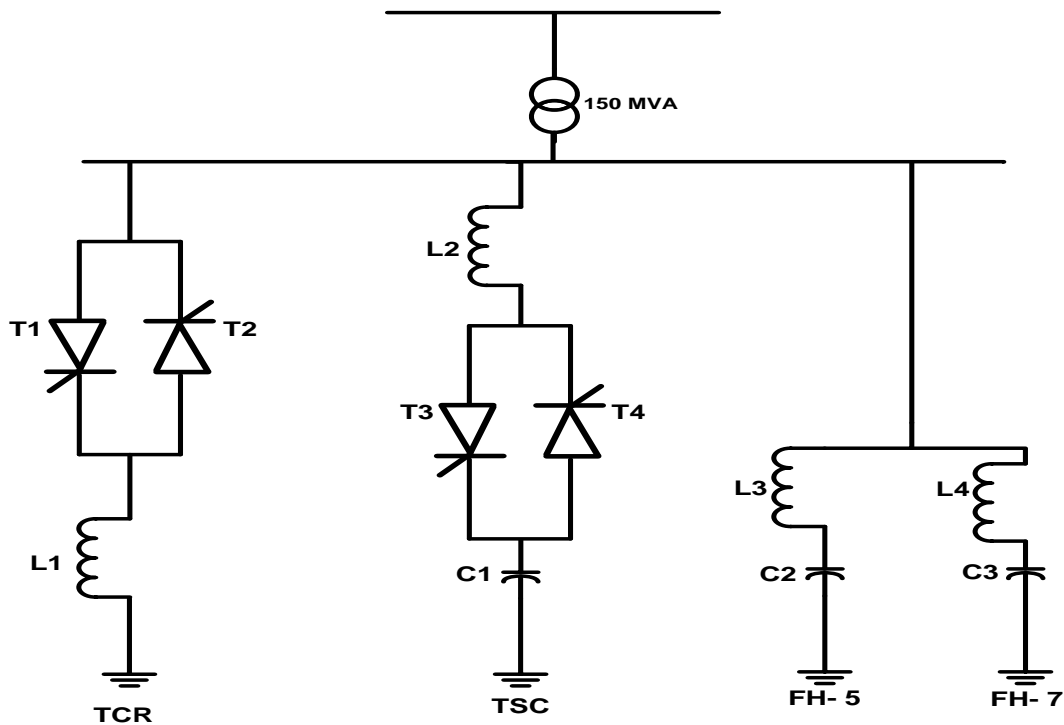 150 MVA
L2
T1
T2
T3
T4
L3
L4
L1
C1
C2
C3
TCR
TSC
FH- 5
FH- 7